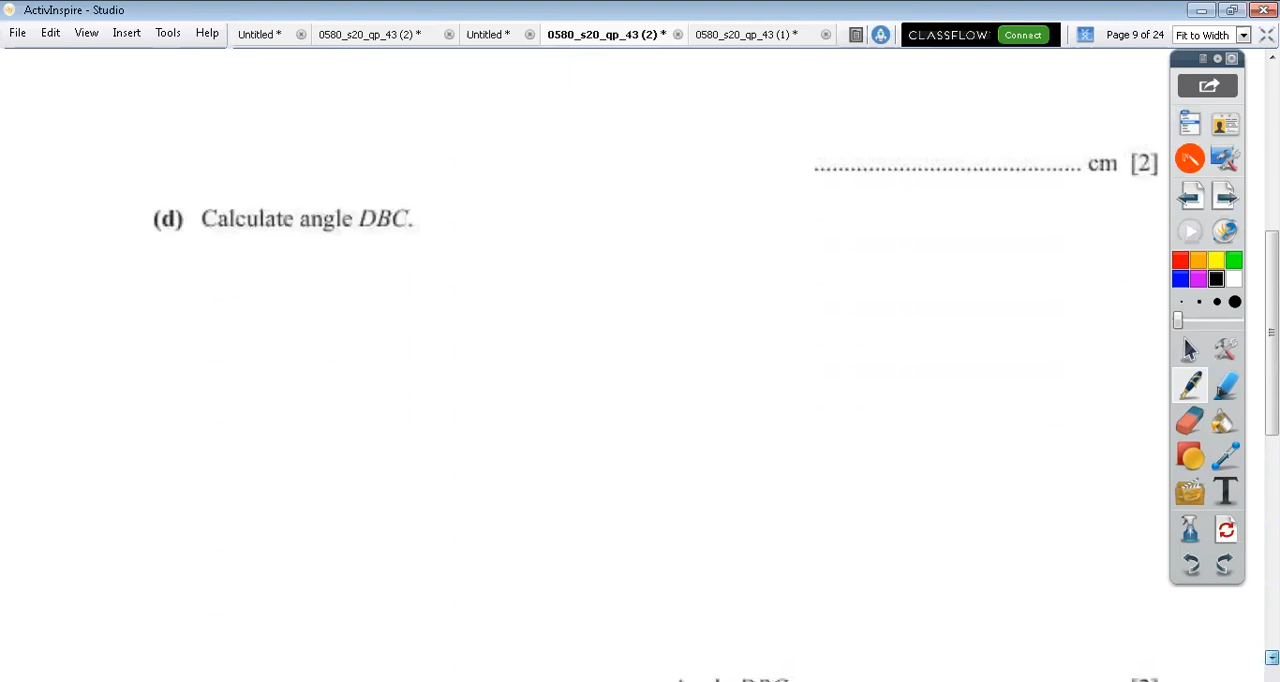 ActivInspire - Studio
File Edit View Insert Tools Help Untitled * 0580_s20_qp_43 (2) * Untitled * 0580_s20_qp_43 (2) * 0580_s20_qp_43 (1) * CLASSFLOW Connect Page 9 of 24 Fit to Width
........................................... cm [2]
(d) Calculate angle DBC.